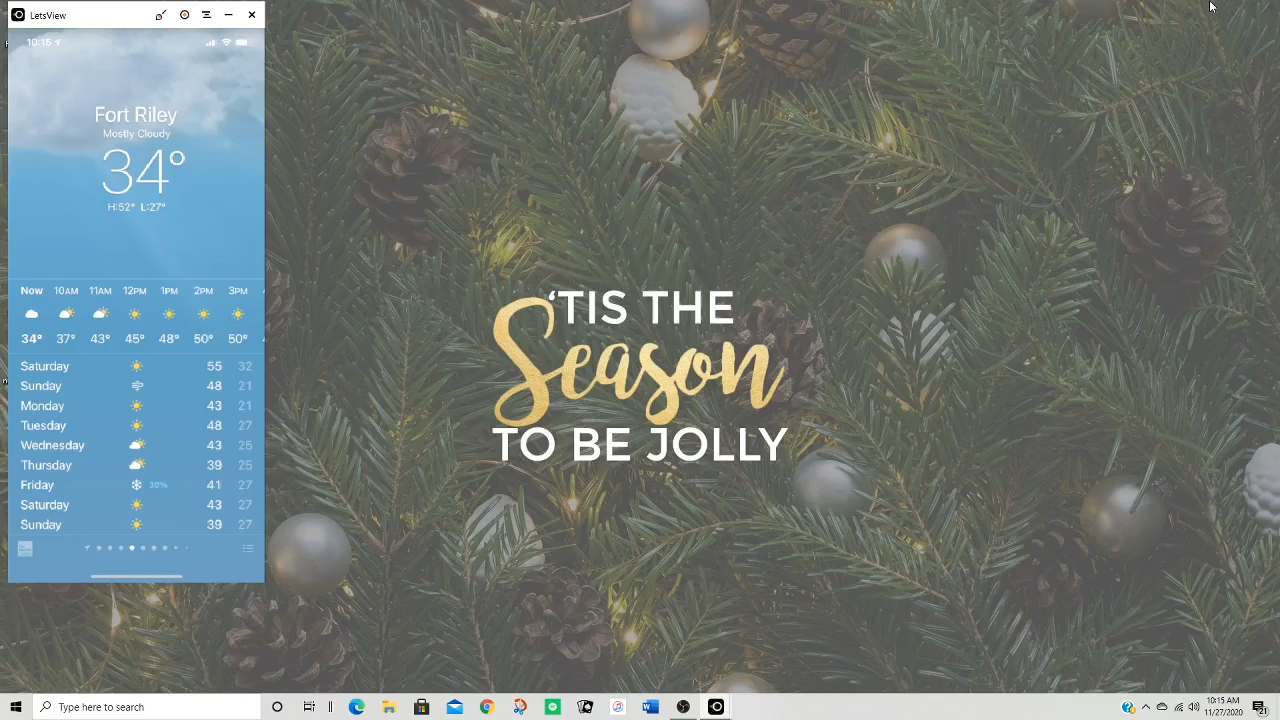 LetsView
10:15
Fort Riley
Mostly Cloudy
34°
H:52° L:27°
Now 10AM 11AM 12PM 1PM 2PM 3PM
34° 37° 43° 45° 48° 50° 50°
Saturday 55 32
Sunday 48 21
Monday 43 21
Tuesday 48 27
Wednesday 43 25
Thursday 39 25
Friday 30% 41 27
Saturday 43 27
Sunday 39 27
'TIS THE
Season
TO BE JOLLY
Type here to search
10:15 AM
11/27/2020
21